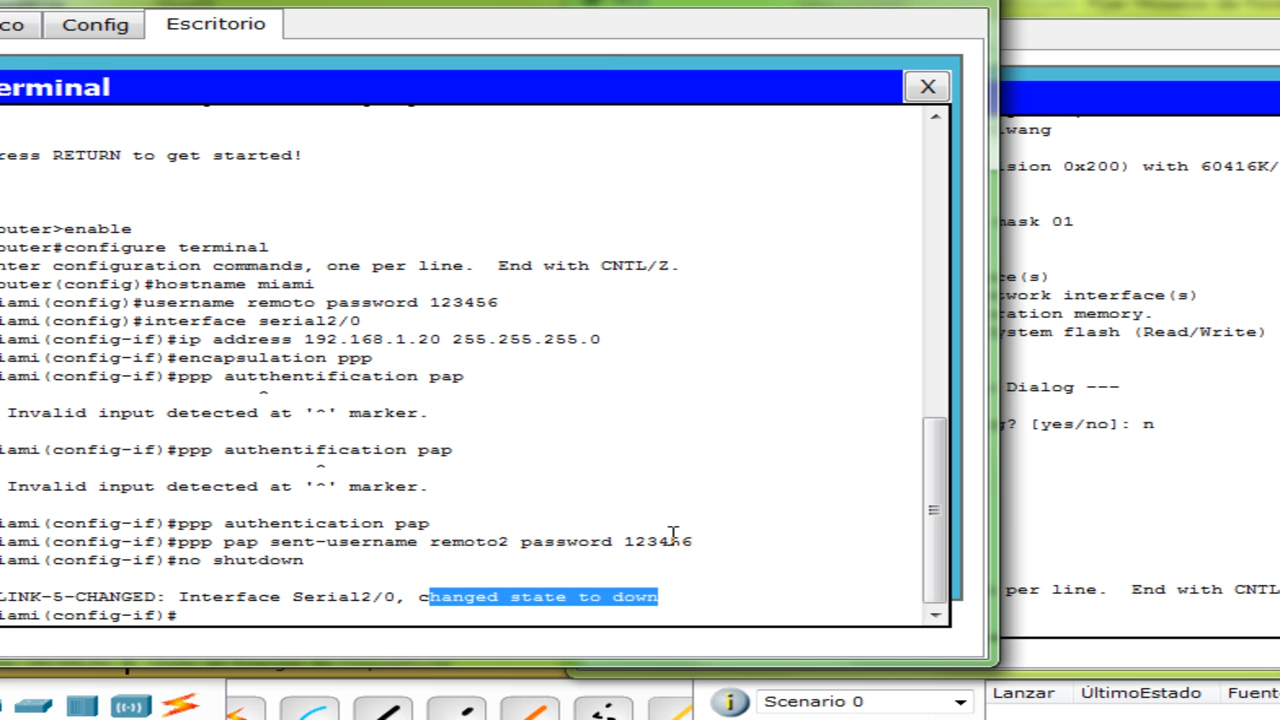 co Config Escritorio
erminal X
ress RETURN to get started!
outer>enable
outer#configure terminal
nter configuration commands, one per line. End with CNTL/Z.
outer(config)#hostname miami
iami(config)#username remoto password 123456
iami(config)#interface serial2/0
iami(config-if)#ip address 192.168.1.20 255.255.255.0
iami(config-if)#encapsulation ppp
iami(config-if)#ppp autthentification pap
^
Invalid input detected at '^' marker.
iami(config-if)#ppp authentification pap
^
Invalid input detected at '^' marker.
iami(config-if)#ppp authentication pap
iami(config-if)#ppp pap sent-username remoto2 password 123456
iami(config-if)#no shutdown
LINK-5-CHANGED: Interface Serial2/0, changed state to down
iami(config-if)#
wang
sion 0x200) with 60416K/
mask 01
ce(s)
twork interface(s)
ration memory.
ystem flash (Read/Write)
Dialog ---
g? [yes/no]: n
per line. End with CNTL
Scenario 0
Lanzar ÚltimoEstado Fuent